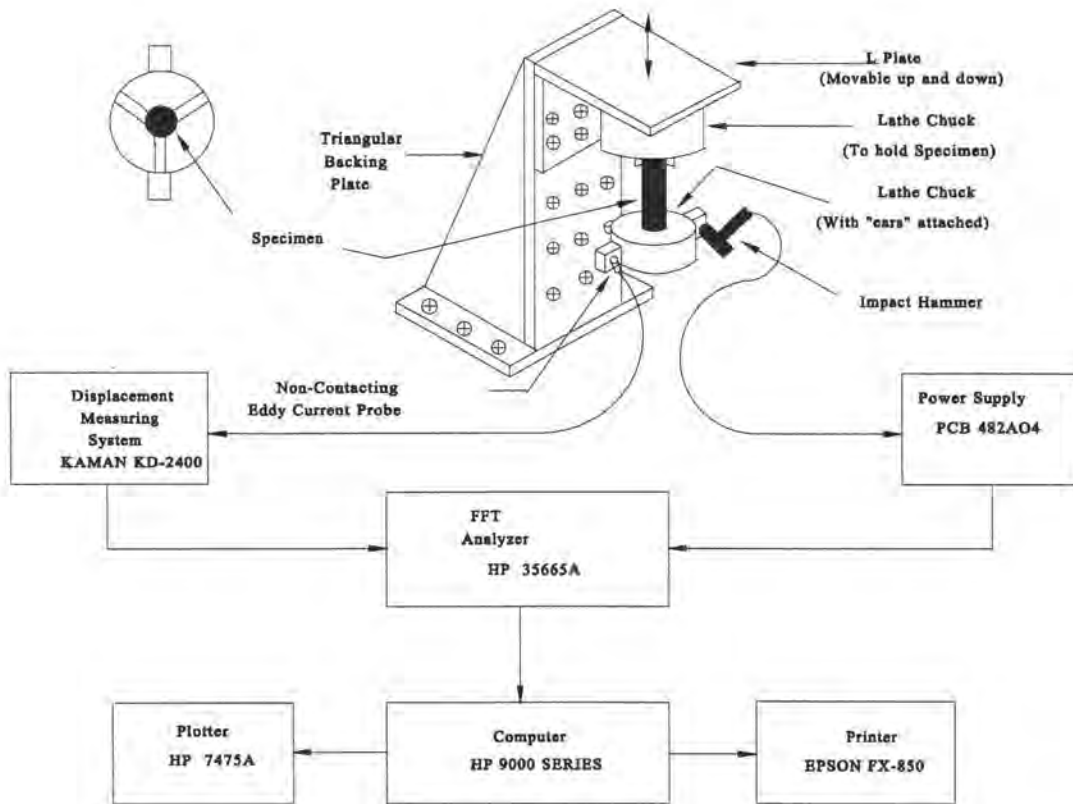 L Plate
(Movable up and down)
Lathe Chuck
(To hold Specimen)
Triangular
Backing
Plate
Lathe Chuck
(With "ears" attached)
Specimen
Impact Hammer
Non-Contacting
Eddy Current Probe
Displacement
Measuring
System
KAMAN KD-2400
Power Supply
PCB 482AO4
FFT
Analyzer
HP 35665A
Plotter
HP 7475A
Computer
HP 9000 SERIES
Printer
EPSON FX-850